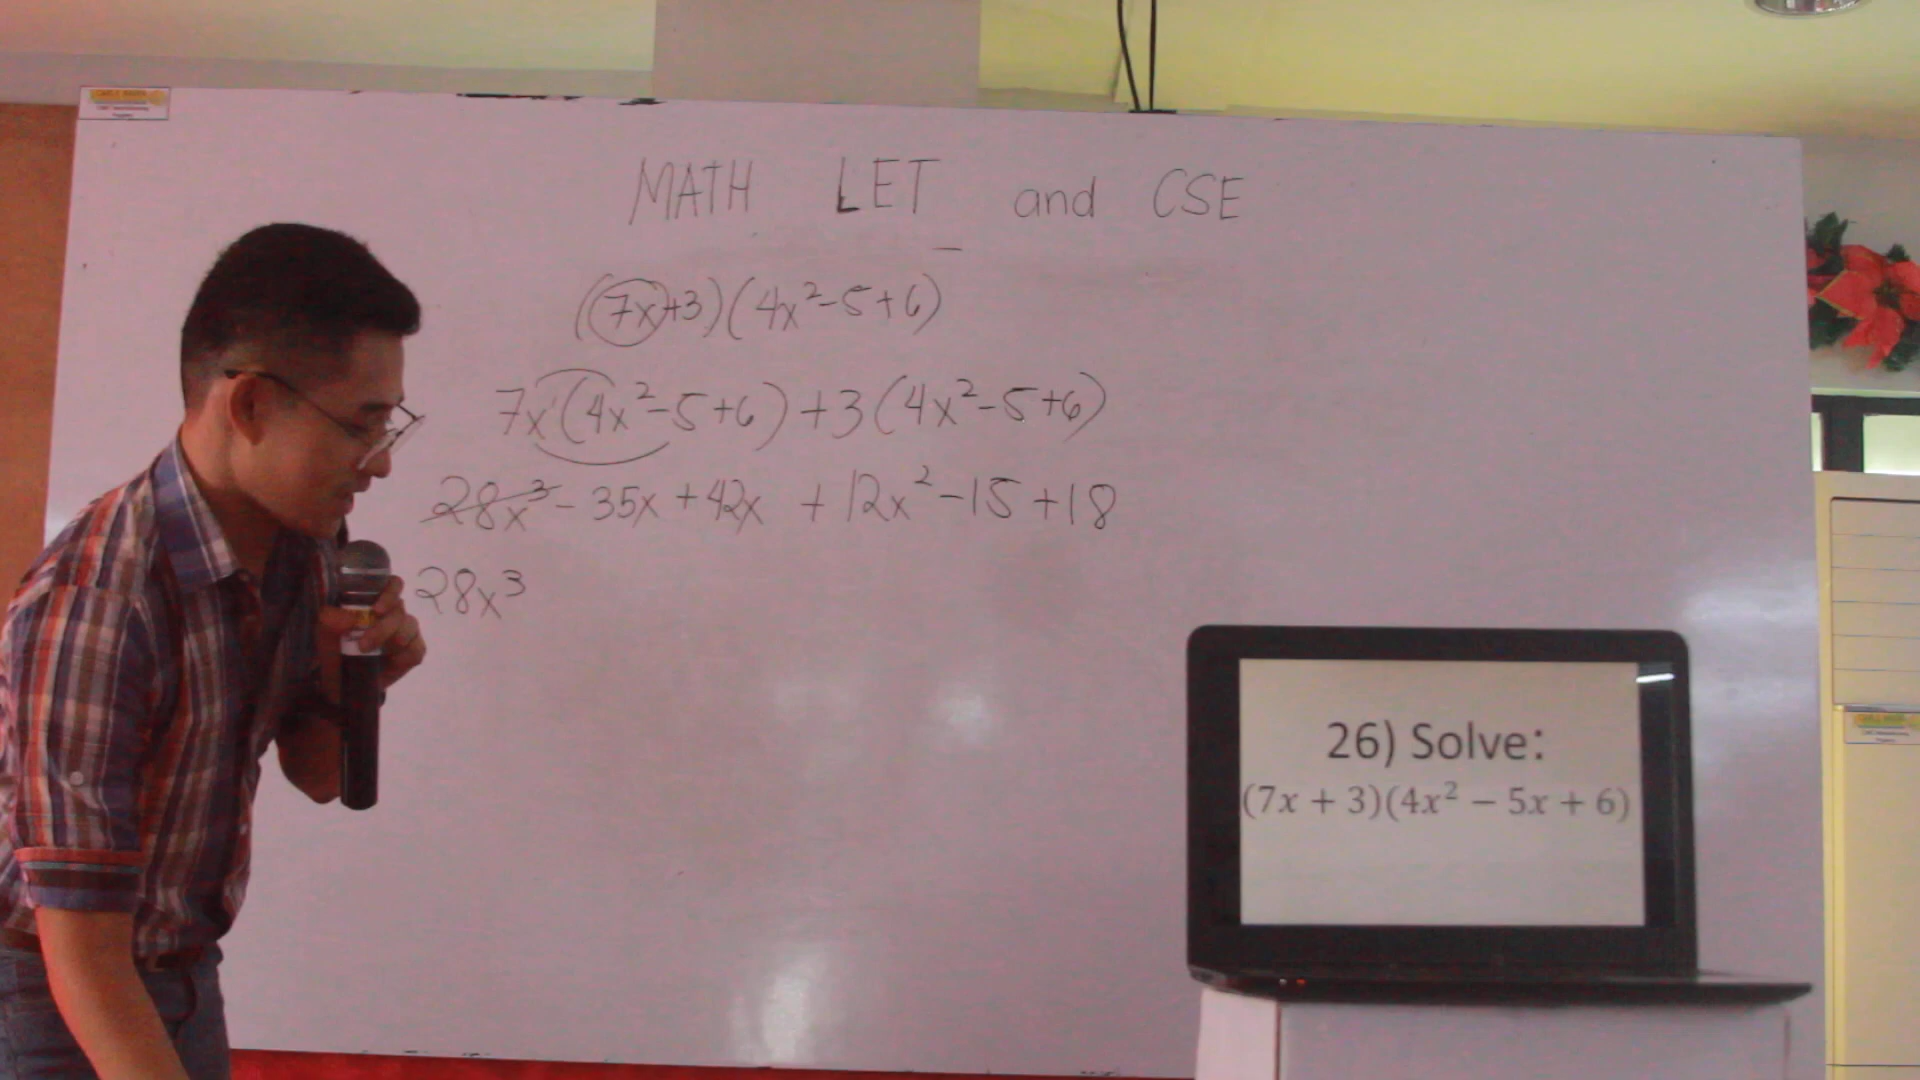 MATH LET and CSE
(7x+3)(4x²-5+6)
7x(4x²-5+6)+3(4x²-5+6)
28x³-35x+42x+12x²-15+18
28x³
26) Solve:
(7x + 3)(4x² − 5x + 6)